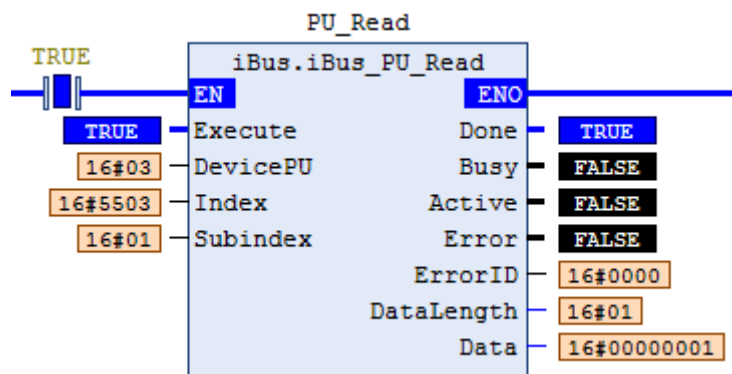 PU_Read
TRUE
iBus.iBus_PU_Read
EN ENO
TRUE Execute Done TRUE
16#03 DevicePU Busy FALSE
16#5503 Index Active FALSE
16#01 Subindex Error FALSE
ErrorID 16#0000
DataLength 16#01
Data 16#00000001